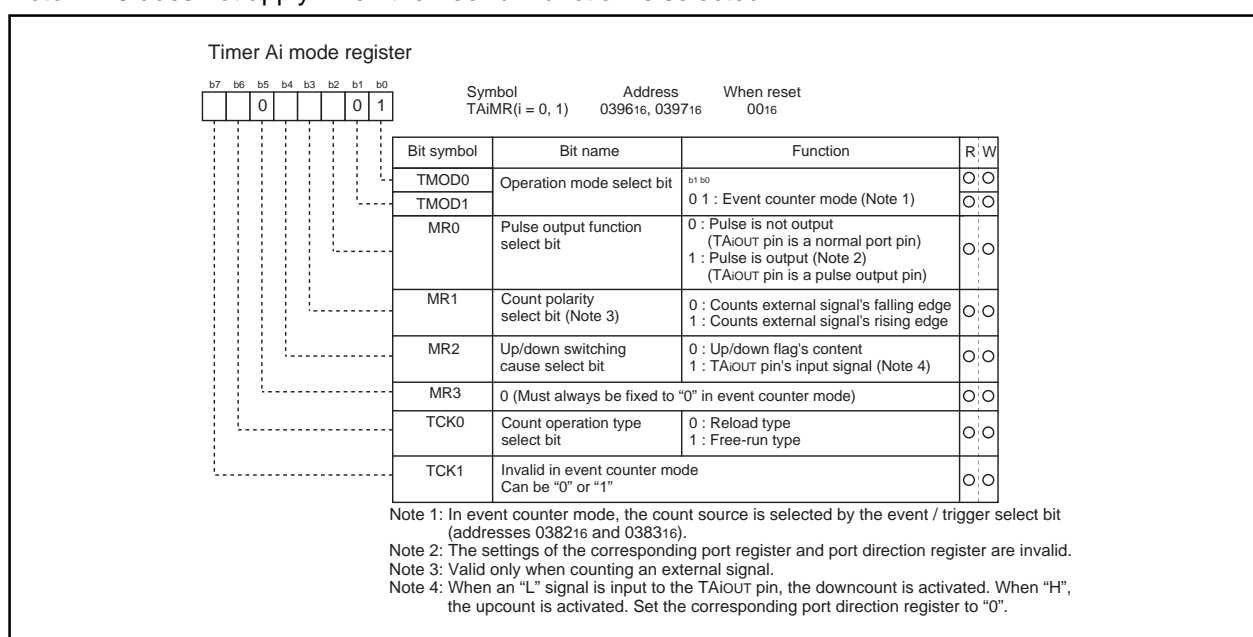 Timer Ai mode register
b7 b6 b5 b4 b3 b2 b1 b0
0 0 1
Symbol Address When reset
TAiMR(i = 0, 1) 039616, 039716 0016
Bit symbol Bit name Function R W
TMOD0 Operation mode select bit b1 b0
TMOD1 0 1 : Event counter mode (Note 1)
MR0 Pulse output function select bit 0 : Pulse is not output
(TAiOUT pin is a normal port pin)
1 : Pulse is output (Note 2)
(TAiOUT pin is a pulse output pin)
MR1 Count polarity select bit (Note 3) 0 : Counts external signal's falling edge
1 : Counts external signal's rising edge
MR2 Up/down switching cause select bit 0 : Up/down flag's content
1 : TAiOUT pin's input signal (Note 4)
MR3 0 (Must always be fixed to “0” in event counter mode)
TCK0 Count operation type select bit 0 : Reload type
1 : Free-run type
TCK1 Invalid in event counter mode
Can be “0” or “1”
Note 1: In event counter mode, the count source is selected by the event / trigger select bit
(addresses 038216 and 038316).
Note 2: The settings of the corresponding port register and port direction register are invalid.
Note 3: Valid only when counting an external signal.
Note 4: When an “L” signal is input to the TAiOUT pin, the downcount is activated. When “H”,
the upcount is activated. Set the corresponding port direction register to “0”.